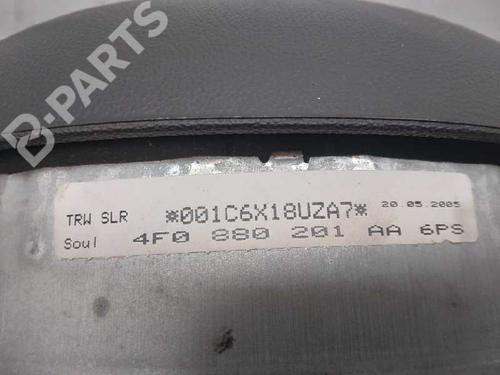 B-PARTS
TRW SLR *001C6X18UZA7* 20.05.2005
Soul 4F0 880 201 AA 6PS